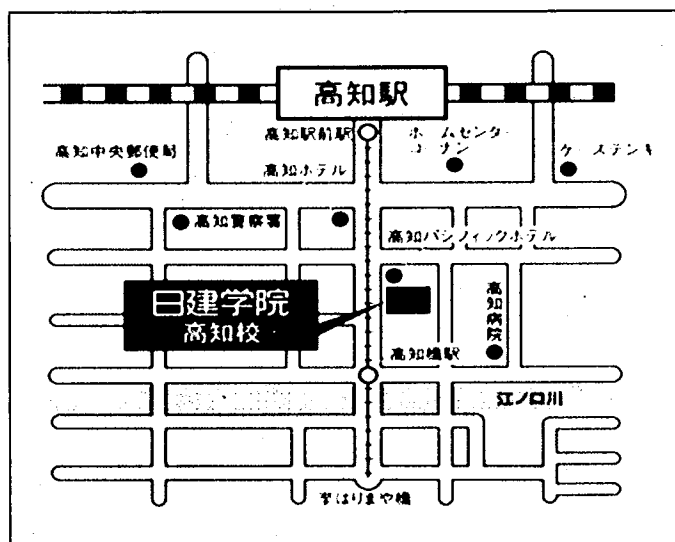 高知駅
高知駅前駅
ホームセンター
コーナン
高知中央郵便局
高知ホテル
ケーズデンキ
高知警察署
高知パシフィックホテル
日建学院
高知校
高知病院
高知橋駅
江ノ口川
至はりまや橋